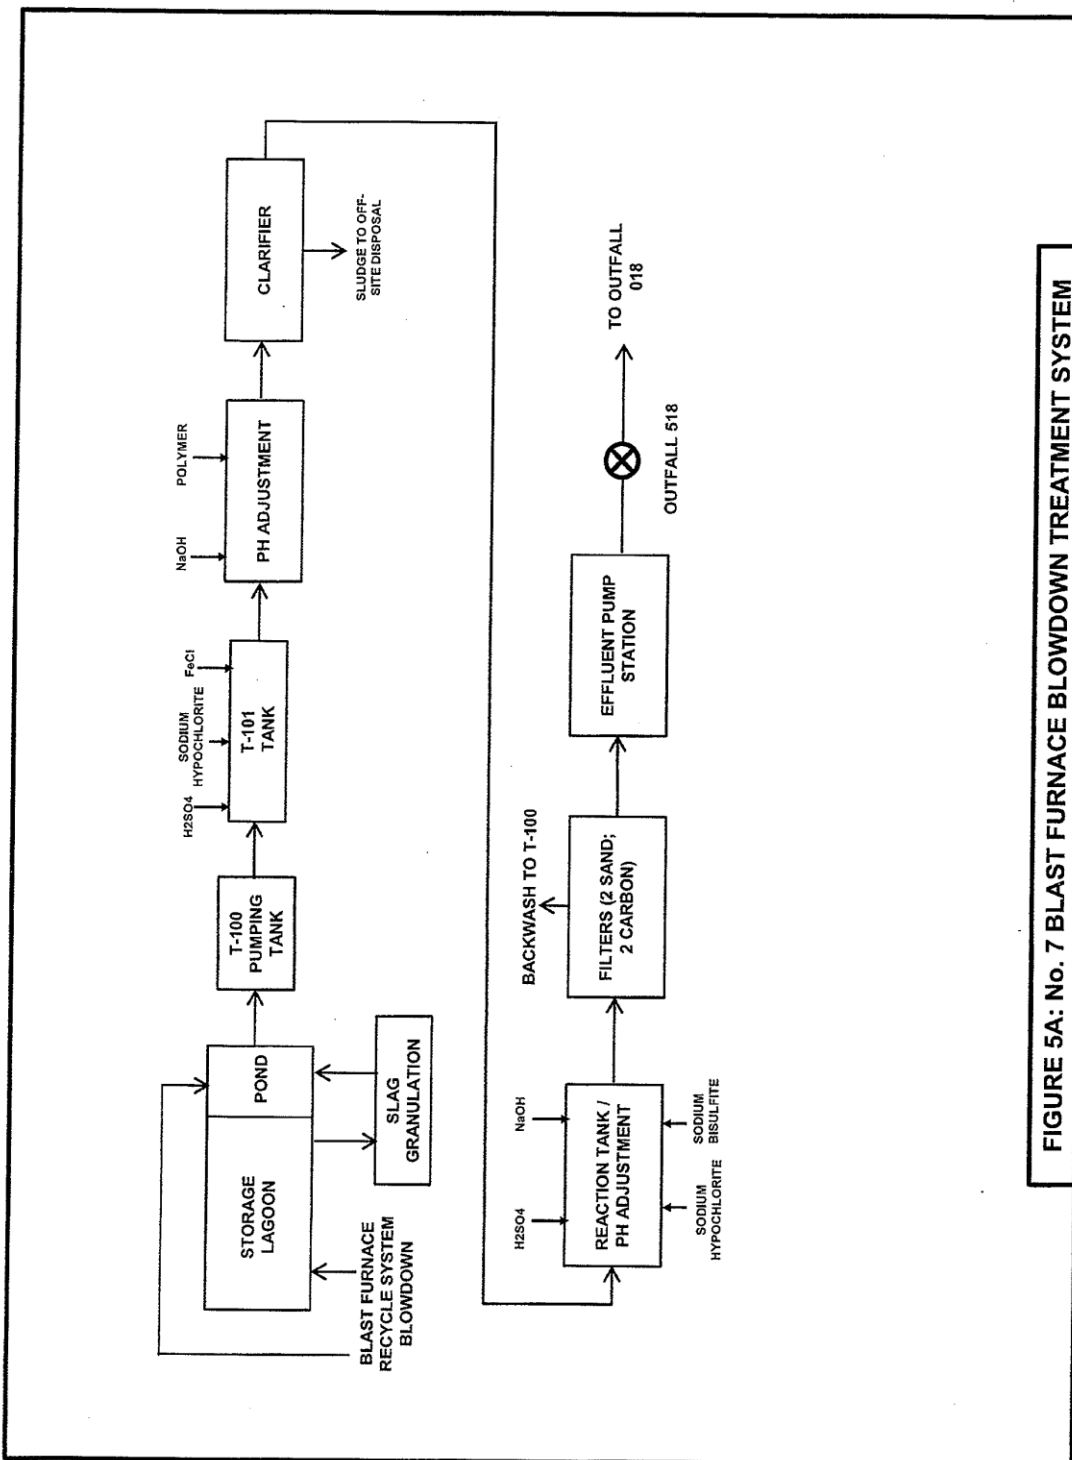 BLAST FURNACE
RECYCLE SYSTEM
BLOWDOWN
STORAGE
LAGOON
POND
SLAG
GRANULATION
T-100
PUMPING
TANK
H2SO4
SODIUM
HYPOCHLORITE
FeCl
T-101
TANK
NaOH
POLYMER
PH ADJUSTMENT
CLARIFIER
SLUDGE TO OFF-
SITE DISPOSAL
H2SO4
NaOH
REACTION TANK /
PH ADJUSTMENT
SODIUM
HYPOCHLORITE
SODIUM
BISULFITE
BACKWASH TO T-100
FILTERS (2 SAND;
2 CARBON)
EFFLUENT PUMP
STATION
OUTFALL 518
TO OUTFALL
018
FIGURE 5A: No. 7 BLAST FURNACE BLOWDOWN TREATMENT SYSTEM